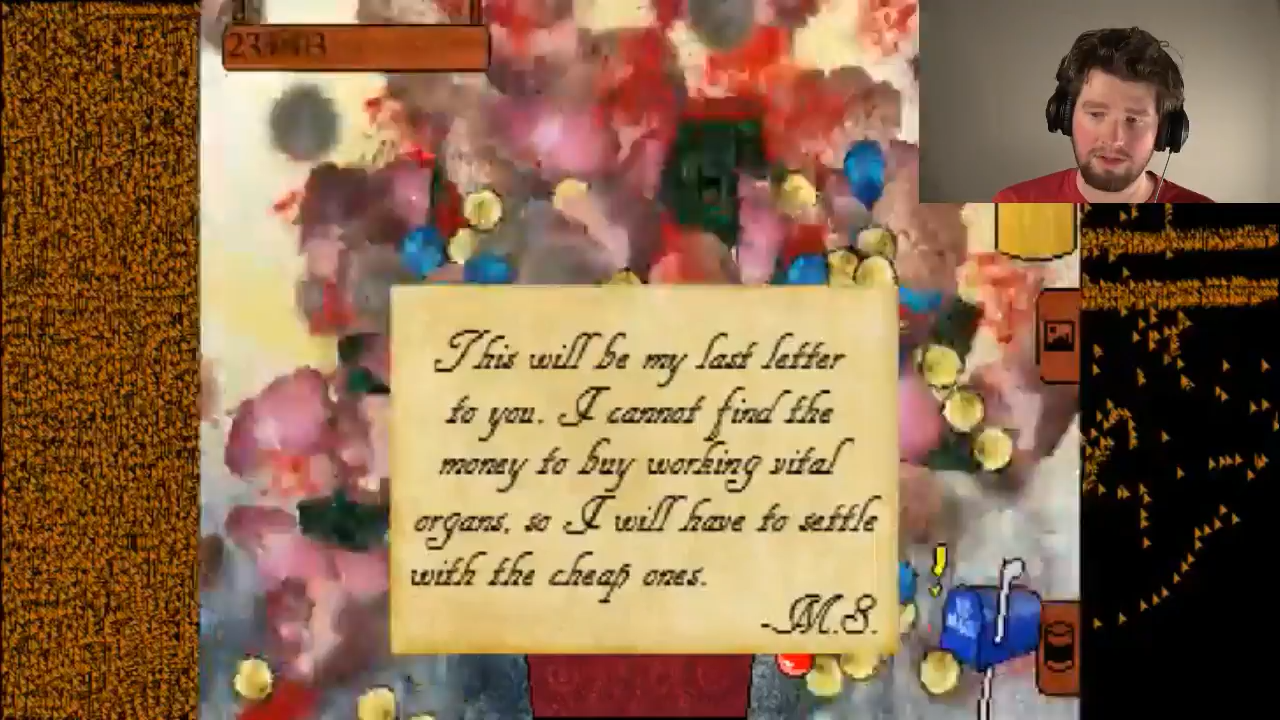 This will be my last letter
to you. I cannot find the
money to buy working vital
organs, so I will have to settle
with the cheap ones.
-M.S.